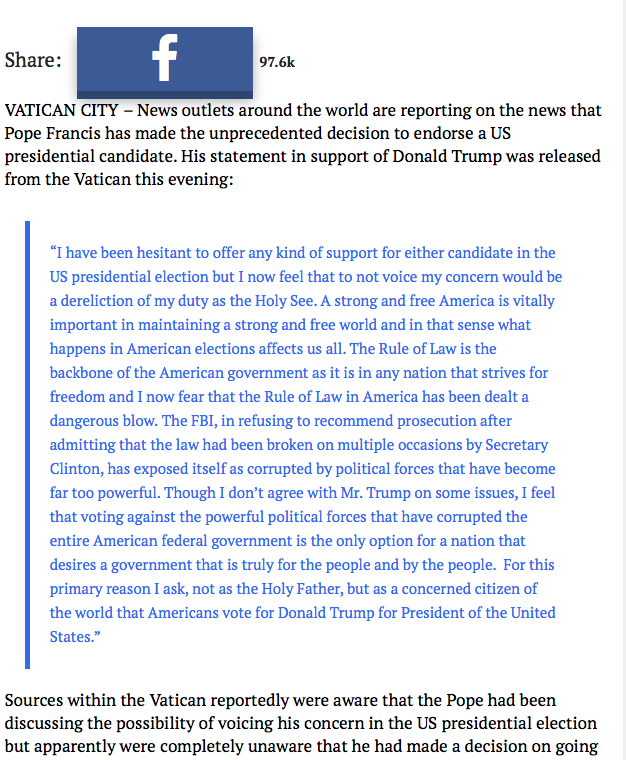 Share:
f
97.6k
VATICAN CITY – News outlets around the world are reporting on the news that
Pope Francis has made the unprecedented decision to endorse a US
presidential candidate. His statement in support of Donald Trump was released
from the Vatican this evening:
“I have been hesitant to offer any kind of support for either candidate in the
US presidential election but I now feel that to not voice my concern would be
a dereliction of my duty as the Holy See. A strong and free America is vitally
important in maintaining a strong and free world and in that sense what
happens in American elections affects us all. The Rule of Law is the
backbone of the American government as it is in any nation that strives for
freedom and I now fear that the Rule of Law in America has been dealt a
dangerous blow. The FBI, in refusing to recommend prosecution after
admitting that the law had been broken on multiple occasions by Secretary
Clinton, has exposed itself as corrupted by political forces that have become
far too powerful. Though I don’t agree with Mr. Trump on some issues, I feel
that voting against the powerful political forces that have corrupted the
entire American federal government is the only option for a nation that
desires a government that is truly for the people and by the people.  For this
primary reason I ask, not as the Holy Father, but as a concerned citizen of
the world that Americans vote for Donald Trump for President of the United
States.”
Sources within the Vatican reportedly were aware that the Pope had been
discussing the possibility of voicing his concern in the US presidential election
but apparently were completely unaware that he had made a decision on going